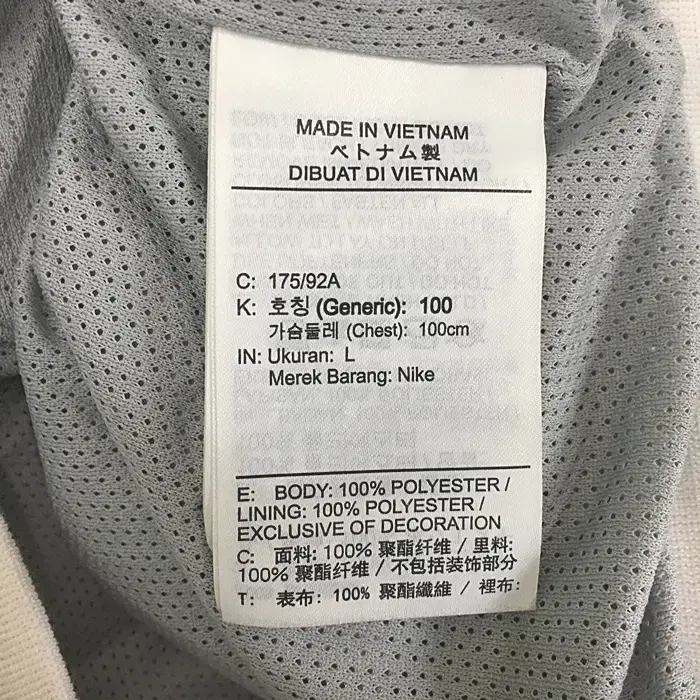 MADE IN VIETNAM
ベトナム製
DIBUAT DI VIETNAM
C: 175/92A
K: 호칭 (Generic): 100
가슴둘레 (Chest): 100cm
IN: Ukuran: L
Merek Barang: Nike
E: BODY: 100% POLYESTER /
LINING: 100% POLYESTER /
EXCLUSIVE OF DECORATION
C: 面料: 100% 聚酯纤维 / 里料:
100% 聚酯纤维 / 不包括装饰部分
T: 表布: 100% 聚酯纖維 / 裡布: